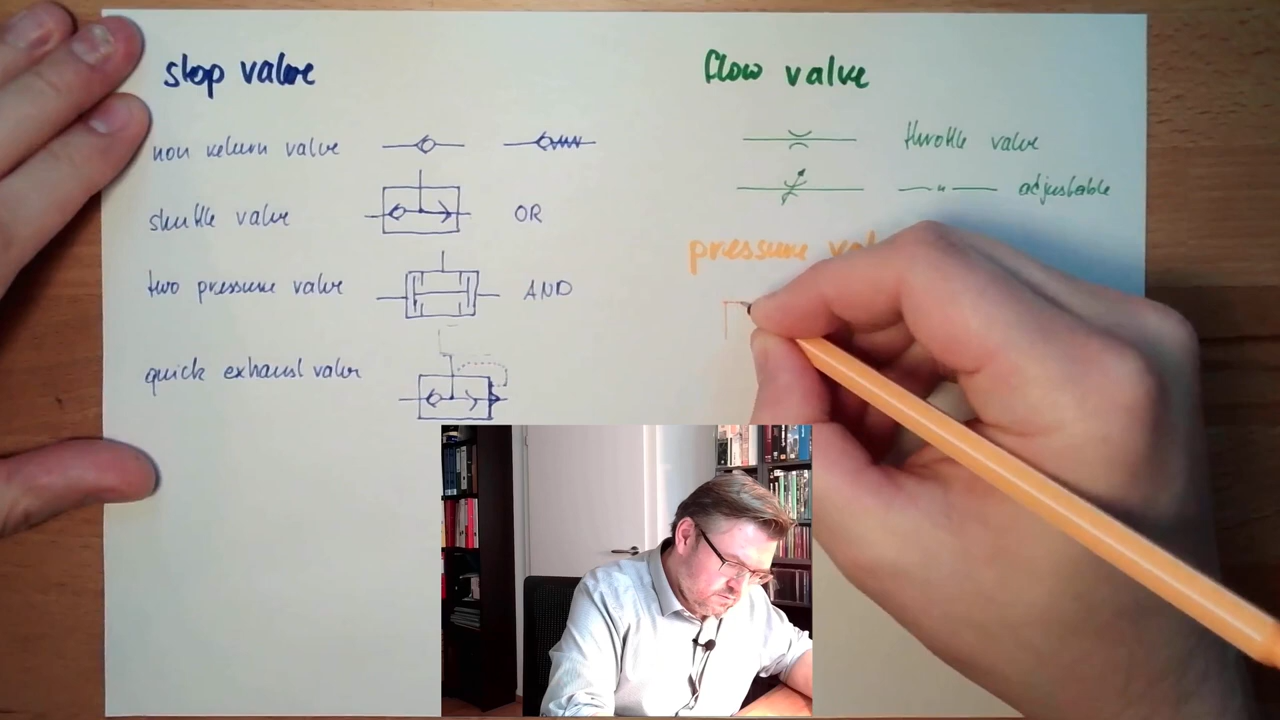 stop valve
non return valve
shuttle valve OR
two pressure valve AND
quick exhaust valve
flow valve
throttle valve
—"— adjustable
pressure